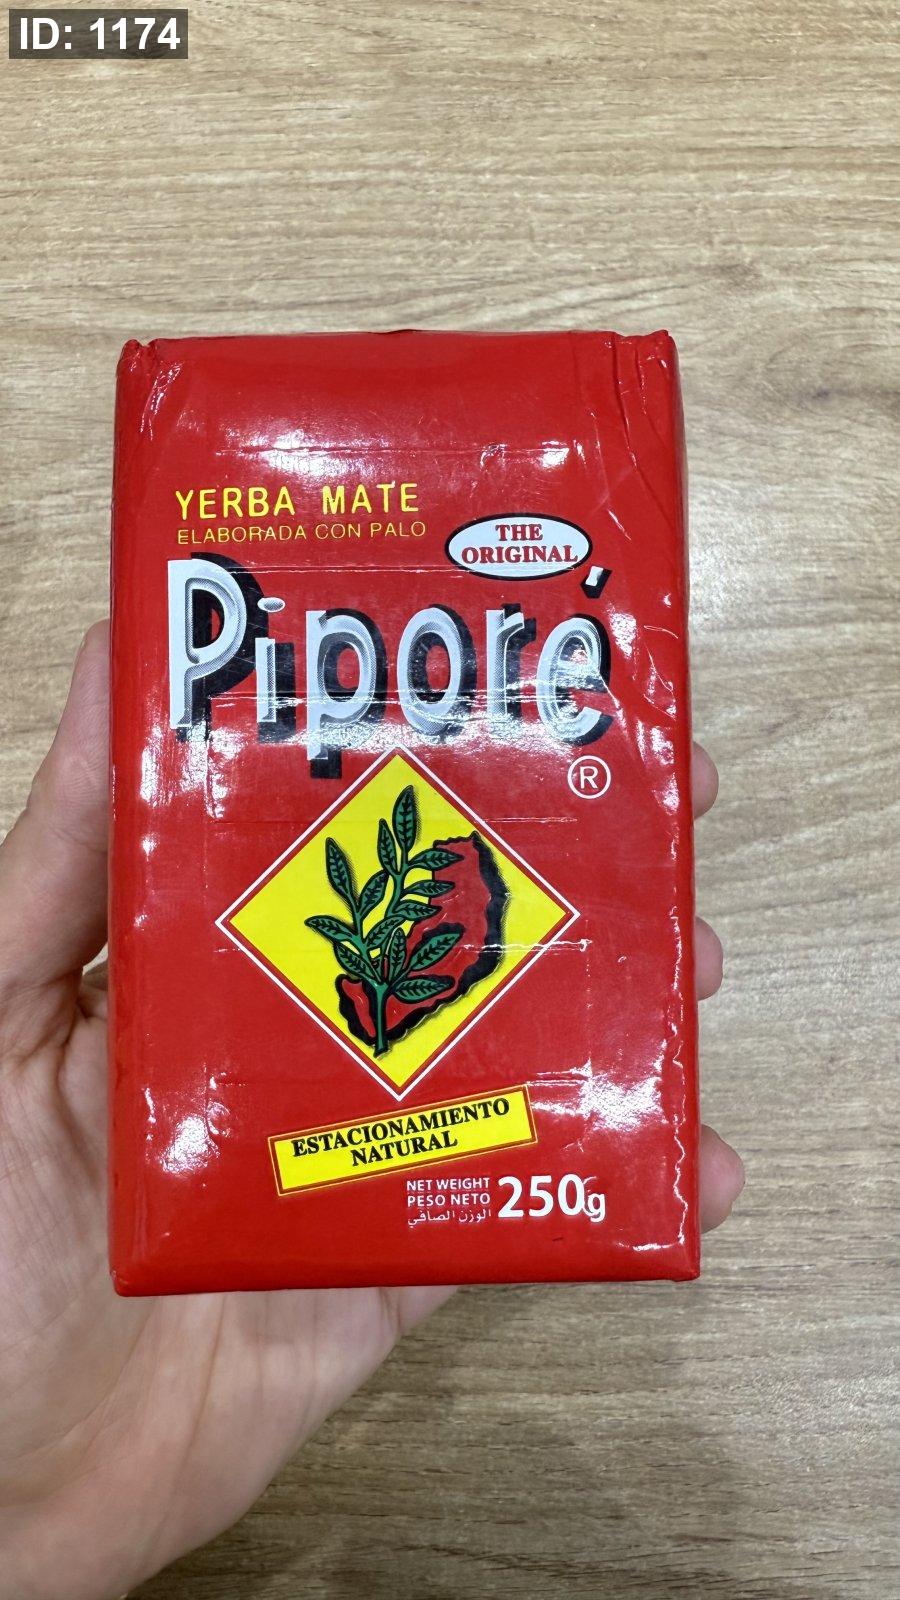 ID: 1174
YERBA MATE
ELABORADA CON PALO
THE
ORIGINAL
Piporé
®
ESTACIONAMIENTO
NATURAL
NET WEIGHT
PESO NETO
الوزن الصافي
250g